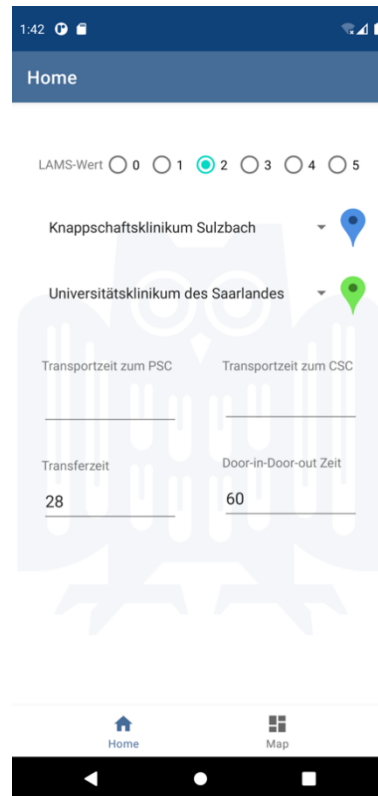 1:42
Home
LAMS-Wert 0 1 2 3 4 5
Knappschaftsklinikum Sulzbach
Universitätsklinikum des Saarlandes
Transportzeit zum PSC Transportzeit zum CSC
Transferzeit Door-in-Door-out Zeit
28 60
Home Map